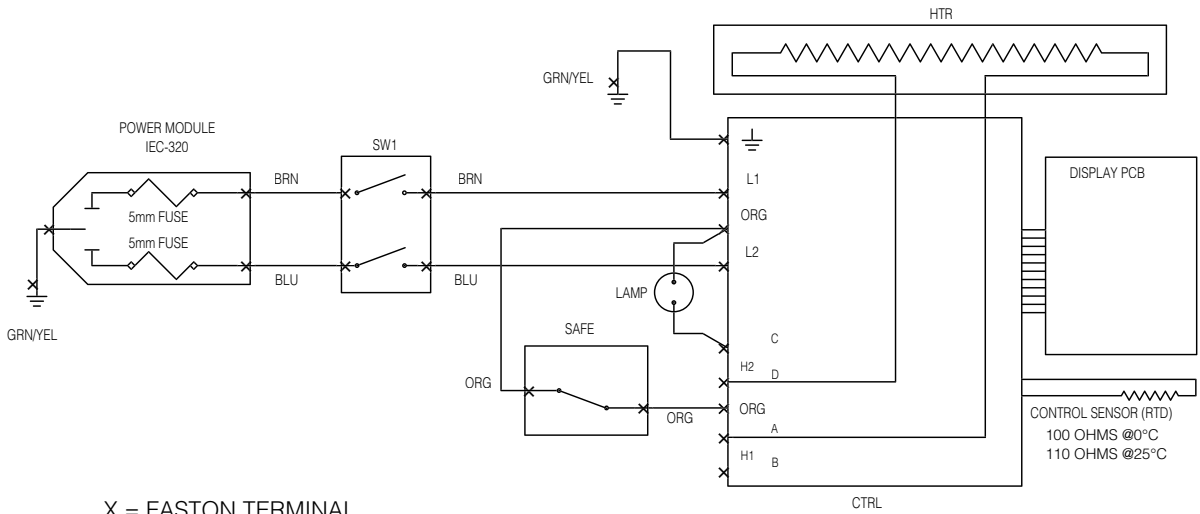 HTR
GRN/YEL
POWER MODULE
IEC-320
SW1
BRN
BRN
L1
DISPLAY PCB
5mm FUSE
ORG
5mm FUSE
L2
BLU
BLU
LAMP
GRN/YEL
SAFE
C
H2
D
ORG
ORG
ORG
A
CONTROL SENSOR (RTD)
100 OHMS @0°C
110 OHMS @25°C
H1
B
CTRL
X = FASTON TERMINAL